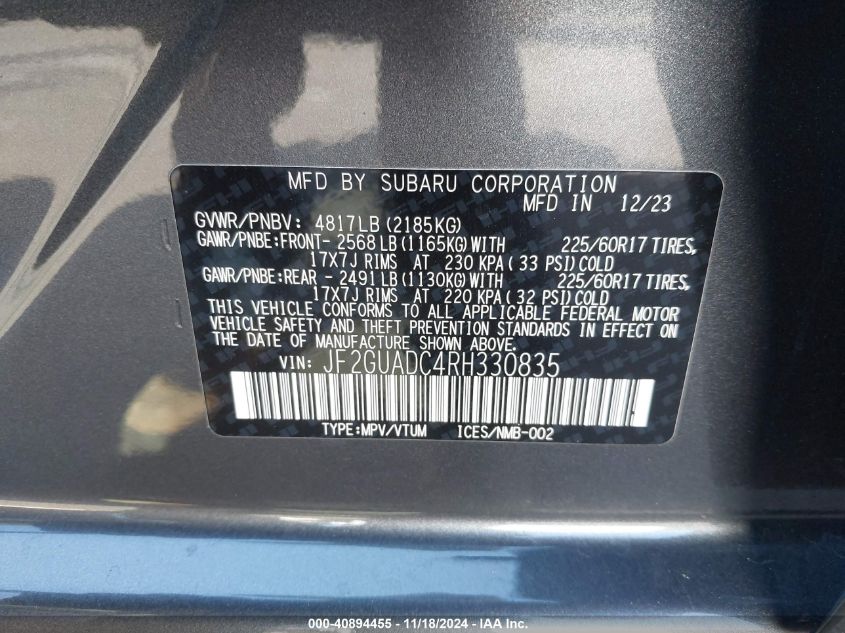 MFD BY SUBARU CORPORATION
MFD IN 12/23
GVWR/PNBV: 4817LB (2185KG)
GAWR/PNBE:FRONT- 2568 LB (1165KG) WITH 225/60R17 TIRES,
17X7J RIMS AT 230 KPA ( 33 PSI) COLD
GAWR/PNBE:REAR - 2491 LB (1130KG) WITH 225/60R17 TIRES,
17X7J RIMS AT 220 KPA ( 32 PSI) COLD
THIS VEHICLE CONFORMS TO ALL APPLICABLE FEDERAL MOTOR
VEHICLE SAFETY AND THEFT PREVENTION STANDARDS IN EFFECT ON
THE DATE OF MANUFACTURE SHOWN ABOVE.
VIN: JF2GUADC4RH330835
TYPE:MPV/VTUM ICES/NMB-002
000-40894455 - 11/18/2024 - IAA Inc.